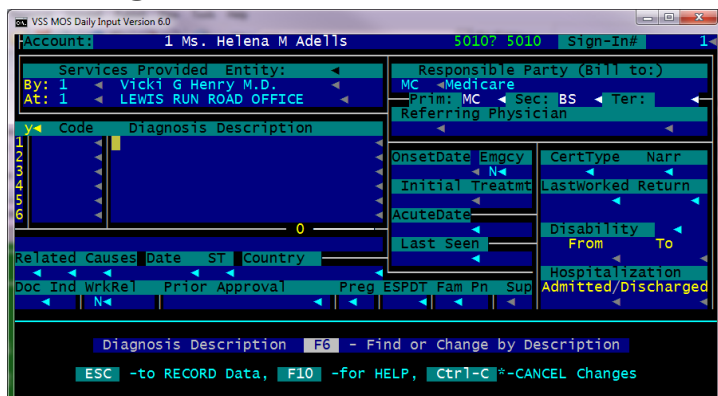 VSS MOS Daily Input Version 6.0
Account: 1 Ms. Helena M Adells 5010? 5010 Sign-In# 1
Services Provided Entity: Responsible Party (Bill to:)
By: 1 Vicki G Henry M.D. MC Medicare
At: 1 LEWIS RUN ROAD OFFICE Prim: MC Sec: BS Ter:
Referring Physician
y Code Diagnosis Description
1
2 OnsetDate Emgcy CertType Narr
3 N
4 Initial Treatmt LastWorked Return
5
6 AcuteDate
0 Disability
Last Seen From To
Related Causes Date ST Country
Hospitalization
Doc Ind WrkRel Prior Approval Preg ESPDT Fam Pn Sup Admitted/Discharged
N
Diagnosis Description F6 - Find or Change by Description
ESC -to RECORD Data, F10 -for HELP, Ctrl-C *-CANCEL Changes